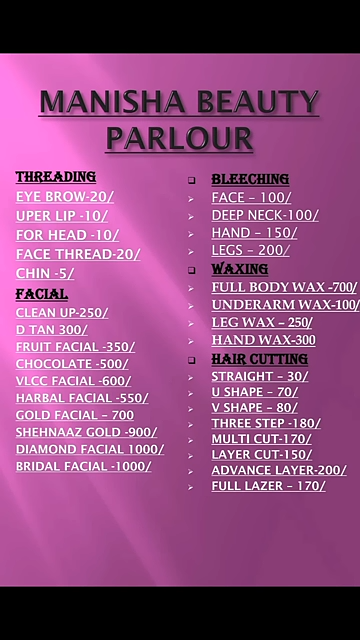 MANISHA BEAUTY
PARLOUR
THREADING
EYE BROW-20/
UPER LIP -10/
FOR HEAD -10/
FACE THREAD-20/
CHIN -5/
FACIAL
CLEAN UP-250/
D TAN 300/
FRUIT FACIAL -350/
CHOCOLATE -500/
VLCC FACIAL -600/
HARBAL FACIAL -550/
GOLD FACIAL – 700
SHEHNAAZ GOLD -900/
DIAMOND FACIAL 1000/
BRIDAL FACIAL -1000/
BLEECHING
FACE – 100/
DEEP NECK-100/
HAND – 150/
LEGS – 200/
WAXING
FULL BODY WAX -700/
UNDERARM WAX-100/
LEG WAX – 250/
HAND WAX-300
HAIR CUTTING
STRAIGHT – 30/
U SHAPE – 70/
V SHAPE – 80/
THREE STEP -180/
MULTI CUT-170/
LAYER CUT-150/
ADVANCE LAYER-200/
FULL LAZER – 170/